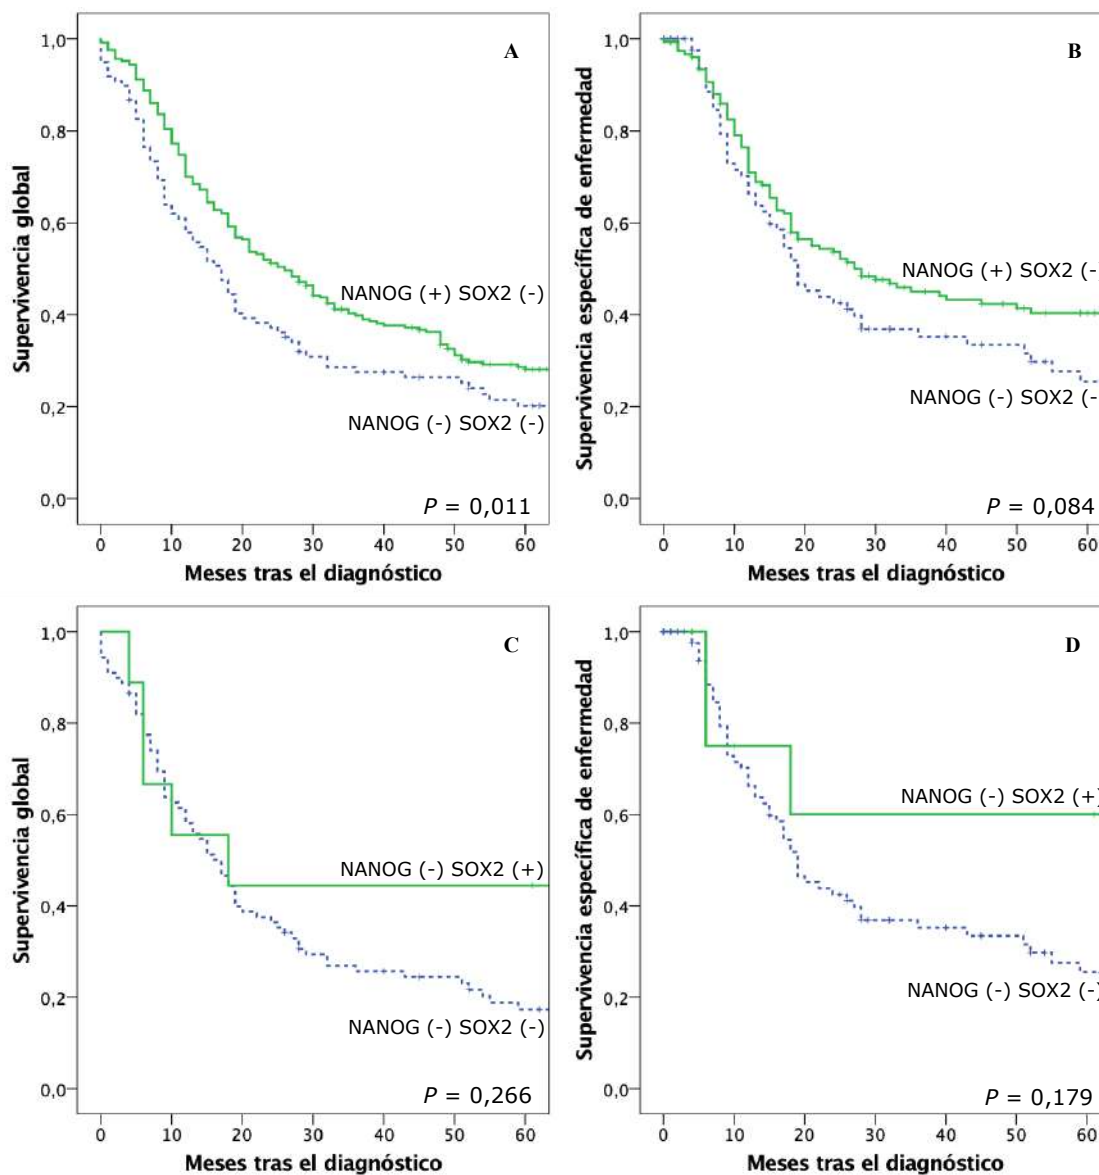 A
Supervivencia global
1,0
0,8
0,6
0,4
0,2
0,0
NANOG (+) SOX2 (-)
NANOG (-) SOX2 (-)
P = 0,011
0 10 20 30 40 50 60
Meses tras el diagnóstico
B
Supervivencia específica de enfermedad
1,0
0,8
0,6
0,4
0,2
0,0
NANOG (+) SOX2 (-
NANOG (-) SOX2 (-
P = 0,084
0 10 20 30 40 50 60
Meses tras el diagnóstico
C
Supervivencia global
1,0
0,8
0,6
0,4
0,2
0,0
NANOG (-) SOX2 (+)
NANOG (-) SOX2 (-)
P = 0,266
0 10 20 30 40 50 60
Meses tras el diagnóstico
D
Supervivencia específica de enfermedad
1,0
0,8
0,6
0,4
0,2
0,0
NANOG (-) SOX2 (+)
NANOG (-) SOX2 (-)
P = 0,179
0 10 20 30 40 50 60
Meses tras el diagnóstico